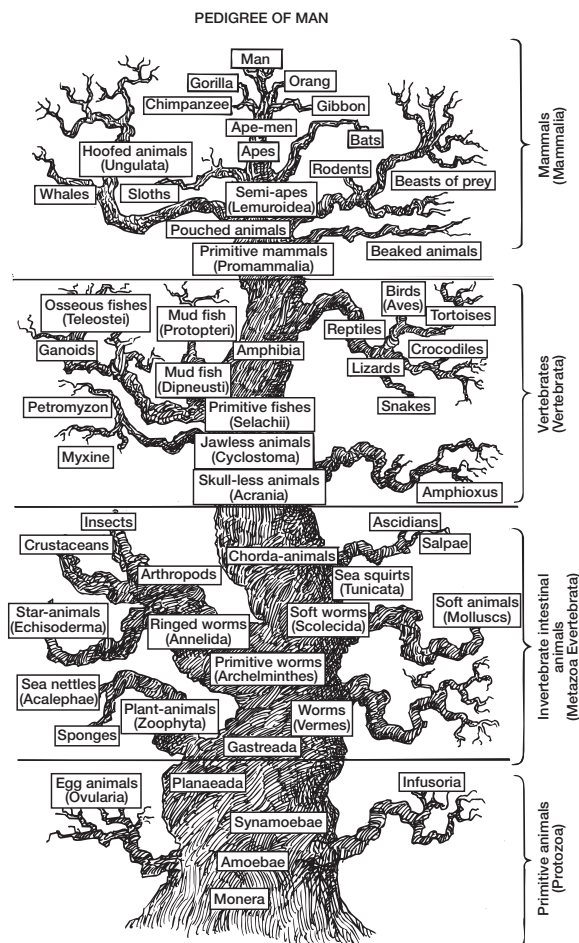 PEDIGREE OF MAN
Man
Gorilla
Orang
Chimpanzee
Gibbon
Ape-men
Bats
Apes
Hoofed animals
(Ungulata)
Rodents
Beasts of prey
Whales
Sloths
Semi-apes
(Lemuroidea)
Pouched animals
Beaked animals
Primitive mammals
(Promammalia)
Mammals
(Mammalia)
Osseous fishes
(Teleostei)
Mud fish
(Protopteri)
Birds
(Aves)
Tortoises
Reptiles
Ganoids
Amphibia
Crocodiles
Lizards
Mud fish
(Dipneusti)
Snakes
Petromyzon
Primitive fishes
(Selachii)
Jawless animals
(Cyclostoma)
Myxine
Skull-less animals
(Acrania)
Amphioxus
Vertebrates
(Vertebrata)
Insects
Ascidians
Crustaceans
Salpae
Chorda-animals
Arthropods
Sea squirts
(Tunicata)
Star-animals
(Echisoderma)
Ringed worms
(Annelida)
Soft worms
(Scolecida)
Soft animals
(Molluscs)
Primitive worms
(Archelminthes)
Sea nettles
(Acalephae)
Plant-animals
(Zoophyta)
Worms
(Vermes)
Sponges
Gastreada
Invertebrate intestinal
animals
(Metazoa Evertebrata)
Egg animals
(Ovularia)
Planaeada
Infusoria
Synamoebae
Amoebae
Monera
Primitive animals
(Protozoa)